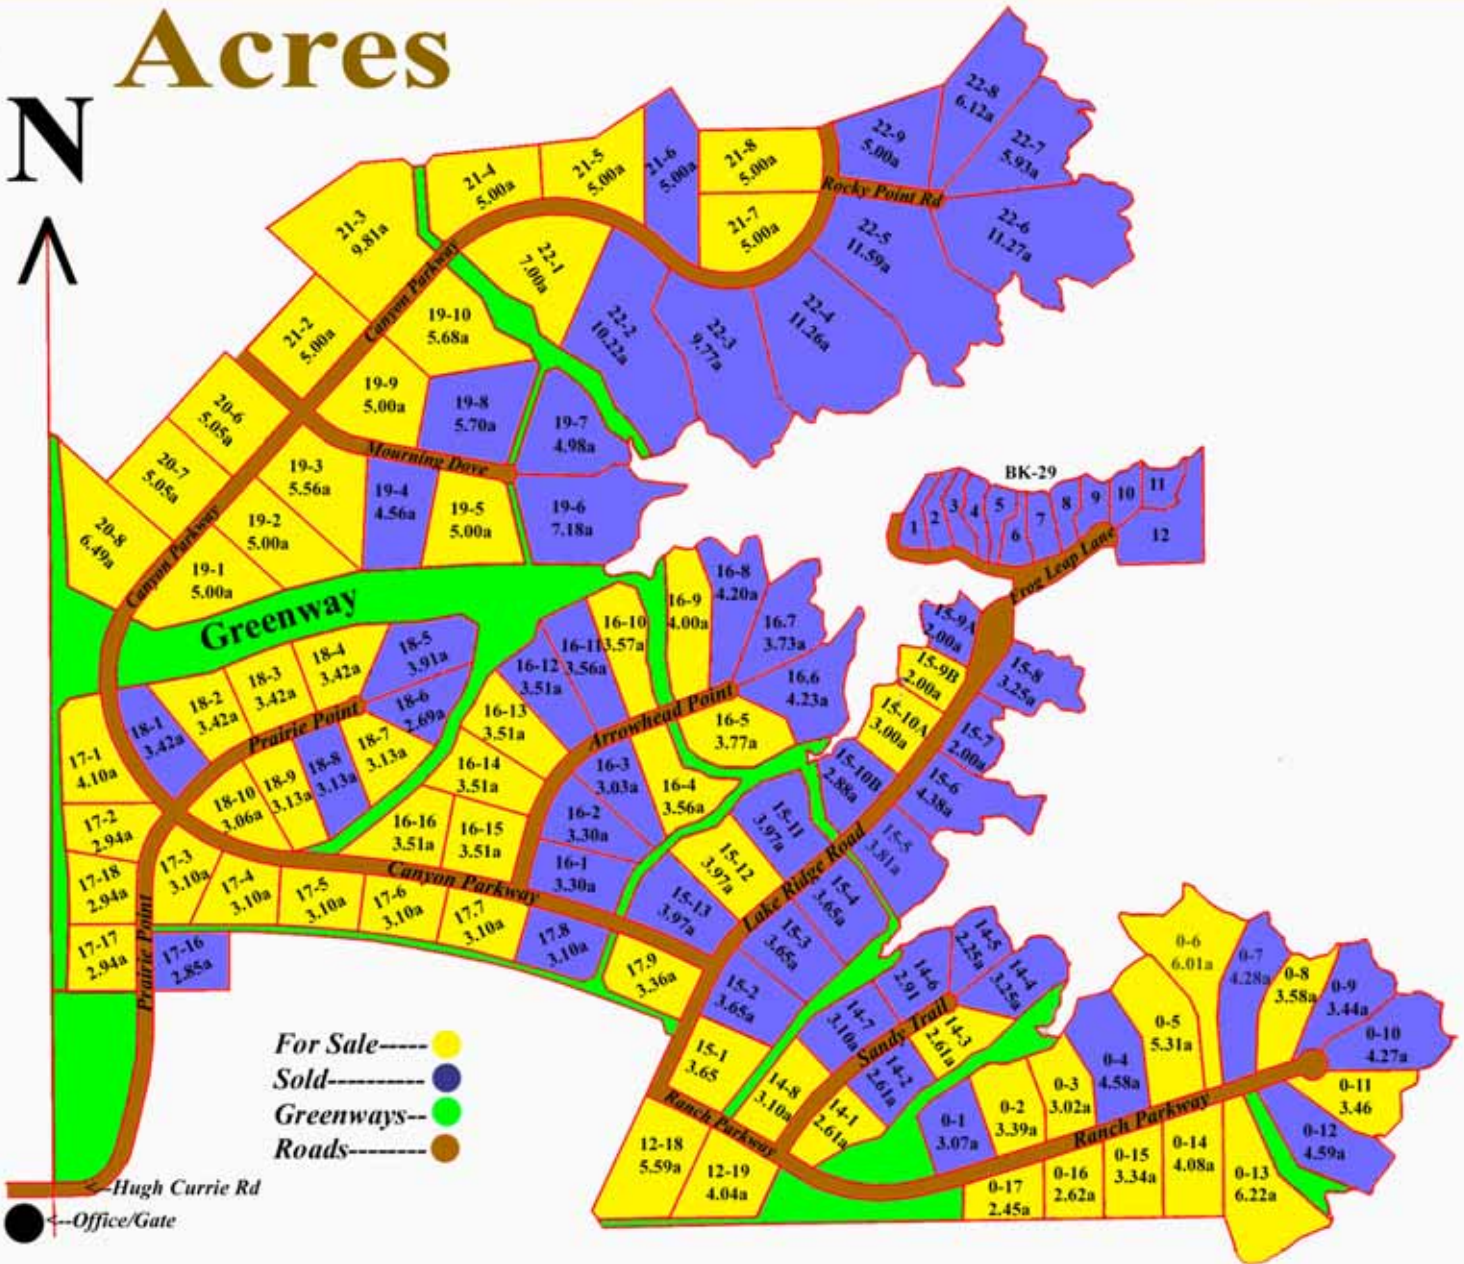 Acres
N
22-8
6.12a
22-9
5.00a
22-7
5.93a
21-8
5.00a
21-6
5.00a
21-5
5.00a
21-4
5.00a
Rocky Point Rd
21-3
9.81a
21-7
5.00a
22-5
11.59a
22-6
11.27a
22-1
7.00a
Canyon Parkway
22-4
11.26a
22-3
9.77a
22-2
10.22a
19-10
5.68a
21-2
5.00a
19-9
5.00a
19-8
5.70a
19-7
4.98a
20-6
5.05a
Mourning Dove
20-7
5.05a
19-3
5.56a
19-4
4.56a
19-5
5.00a
19-6
7.18a
20-8
6.49a
19-2
5.00a
Canyon Parkway
19-1
5.00a
BK-29
1
2
3
4
5
6
7
8
9
10
11
12
Frog Leap Lane
Greenway
16-8
4.20a
16-9
4.00a
16-10
3.57a
16.7
3.73a
16-11
3.56a
16-12
3.51a
16.6
4.23a
15-9A
2.00a
15-9B
2.00a
15-8
3.25a
18-5
3.91a
18-4
3.42a
18-3
3.42a
18-2
3.42a
18-1
3.42a
18-6
2.69a
Prairie Point
16-13
3.51a
Arrowhead Point
16-5
3.77a
15-10A
3.00a
15-7
2.00a
17-1
4.10a
18-7
3.13a
18-8
3.13a
18-9
3.13a
18-10
3.06a
16-14
3.51a
16-3
3.03a
16-4
3.56a
15-10B
2.88a
15-6
4.38a
17-2
2.94a
16-16
3.51a
16-15
3.51a
16-2
3.30a
15-11
3.97a
15-5
3.81a
17-18
2.94a
17-3
3.10a
17-4
3.10a
17-5
3.10a
17-6
3.10a
17.7
3.10a
Canyon Parkway
16-1
3.30a
15-12
3.97a
Lake Ridge Road
15-4
3.65a
17-17
2.94a
Prairie Point
17-16
2.85a
17.8
3.10a
15-13
3.97a
15-3
3.65a
17.9
3.36a
15-2
3.65a
14-5
2.25a
14-6
2.91
14-4
3.25a
14-7
3.10a
Sandy Trail
14-3
2.61a
14-2
2.61a
0-6
6.01a
0-7
4.28a
0-8
3.58a
0-9
3.44a
0-10
4.27a
0-5
5.31a
For Sale-----
Sold----------
Greenways--
Roads--------
15-1
3.65
14-8
3.10a
14-1
2.61a
0-4
4.58a
0-3
3.02a
0-2
3.39a
0-1
3.07a
0-11
3.46
0-12
4.59a
Ranch Parkway
Ranch Parkway
12-18
5.59a
12-19
4.04a
0-17
2.45a
0-16
2.62a
0-15
3.34a
0-14
4.08a
0-13
6.22a
<--Hugh Currie Rd
<--Office/Gate